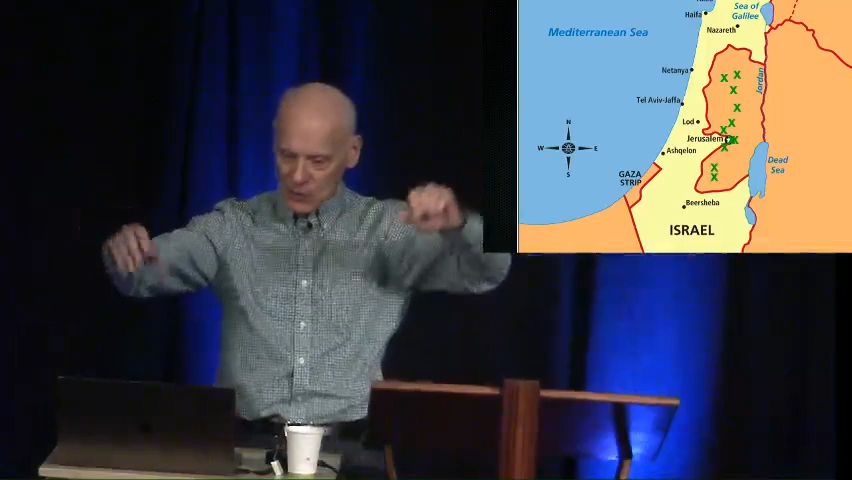 Haifa
Sea of
Galilee
Mediterranean Sea
Nazareth
Netanya
Jordan
X X
X
X
Tel Aviv-Jaffa
N
Lod
X
X
Jerusalem
X
W E
X
Ashqelon
S
Dead
Sea
GAZA
STRIP
X
X
Beersheba
ISRAEL